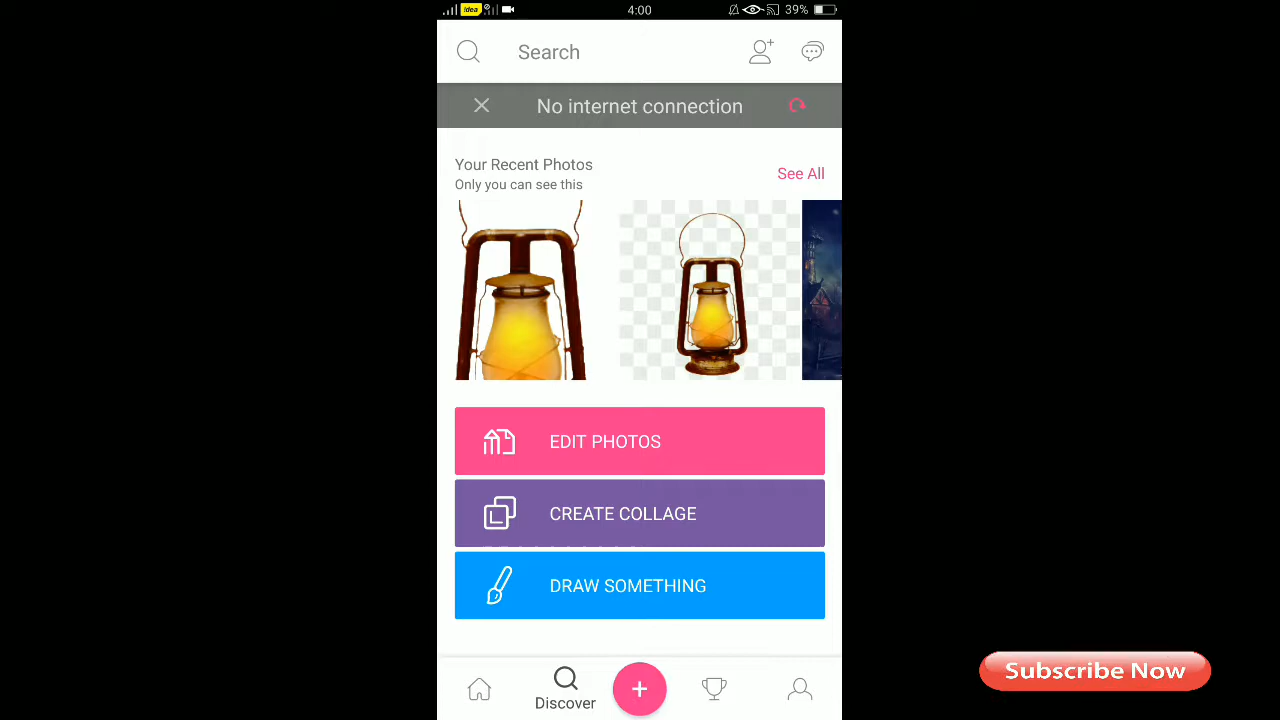 idea
4:00
39%
Search
No internet connection
Your Recent Photos
See All
Only you can see this
EDIT PHOTOS
CREATE COLLAGE
DRAW SOMETHING
Discover
Subscribe Now